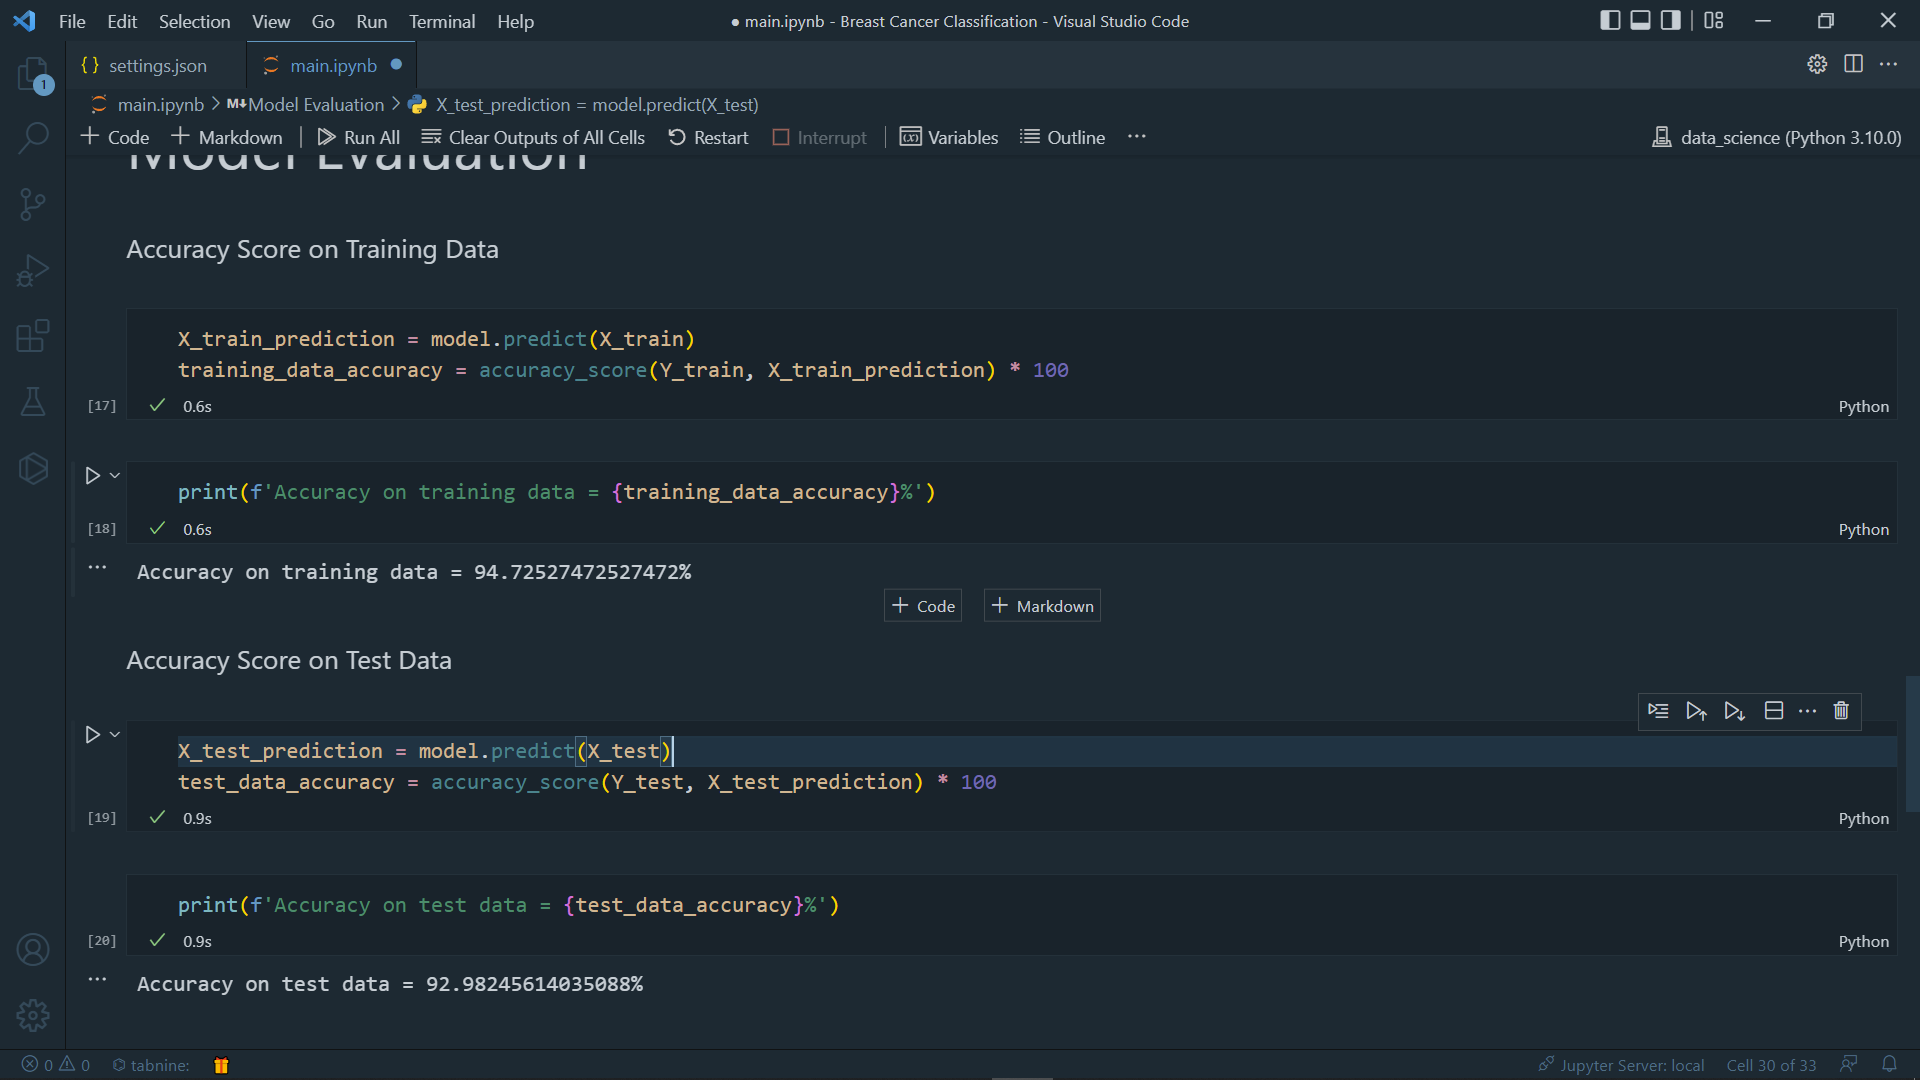 File Edit Selection View Go Run Terminal Help
● main.ipynb - Breast Cancer Classification - Visual Studio Code
{} settings.json
main.ipynb ●
main.ipynb > M↓Model Evaluation > X_test_prediction = model.predict(X_test)
+ Code + Markdown | Run All Clear Outputs of All Cells Restart Interrupt | Variables Outline ···
data_science (Python 3.10.0)
1
Model Evaluation
Accuracy Score on Training Data
X_train_prediction = model.predict(X_train)
training_data_accuracy = accuracy_score(Y_train, X_train_prediction) * 100
[17] ✓ 0.6s Python
print(f'Accuracy on training data = {training_data_accuracy}%')
[18] ✓ 0.6s Python
··· Accuracy on training data = 94.72527472527472%
+ Code + Markdown
Accuracy Score on Test Data
X_test_prediction = model.predict(X_test)
test_data_accuracy = accuracy_score(Y_test, X_test_prediction) * 100
[19] ✓ 0.9s Python
print(f'Accuracy on test data = {test_data_accuracy}%')
[20] ✓ 0.9s Python
··· Accuracy on test data = 92.98245614035088%
0 0 tabnine:
Jupyter Server: local Cell 30 of 33